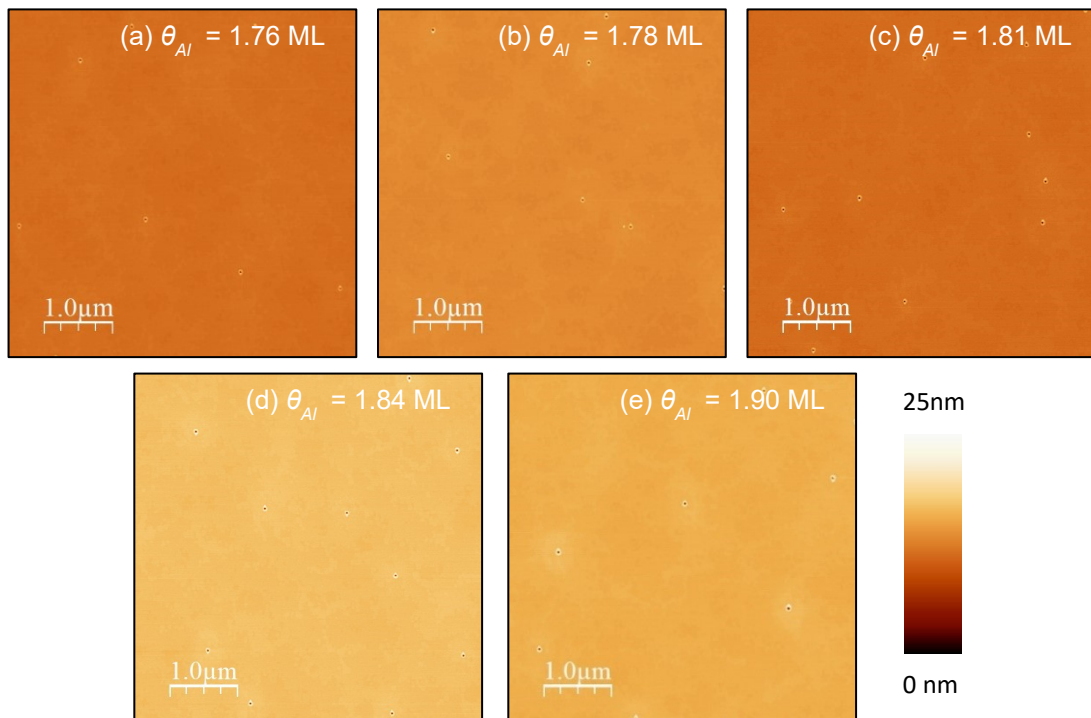 (a) θAl = 1.76 ML
(b) θAl = 1.78 ML
(c) θAl = 1.81 ML
1.0µm
1.0µm
1.0µm
(d) θAl = 1.84 ML
(e) θAl = 1.90 ML
25nm
1.0µm
1.0µm
0 nm